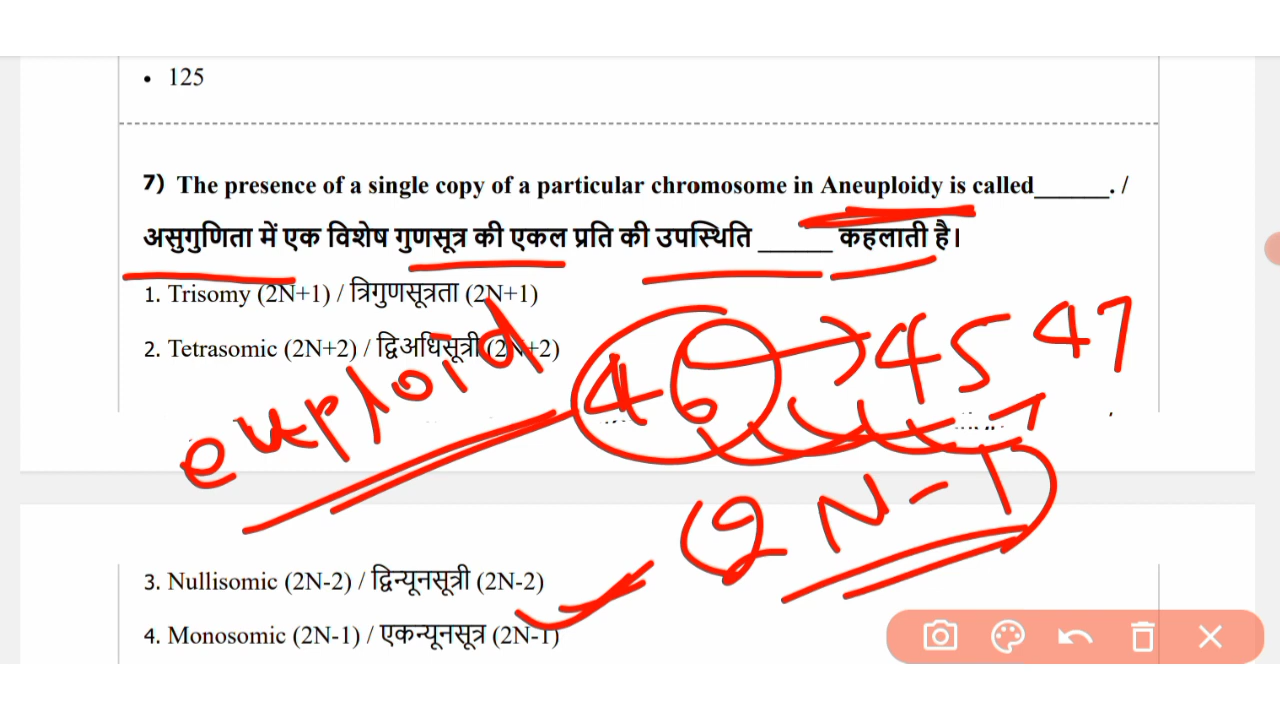 • 125
7) The presence of a single copy of a particular chromosome in Aneuploidy is called______. /
असुगुणिता में एक विशेष गुणसूत्र की एकल प्रति की उपस्थिति ______ कहलाती है।
1. Trisomy (2N+1) / त्रिगुणसूत्रता (2N+1)
2. Tetrasomic (2N+2) / द्विअधिसूत्री (2N+2)
euploid 46 45 47
(2N-1)
3. Nullisomic (2N-2) / द्विन्यूनसूत्री (2N-2)
4. Monosomic (2N-1) / एकन्यूनसूत्र (2N-1)